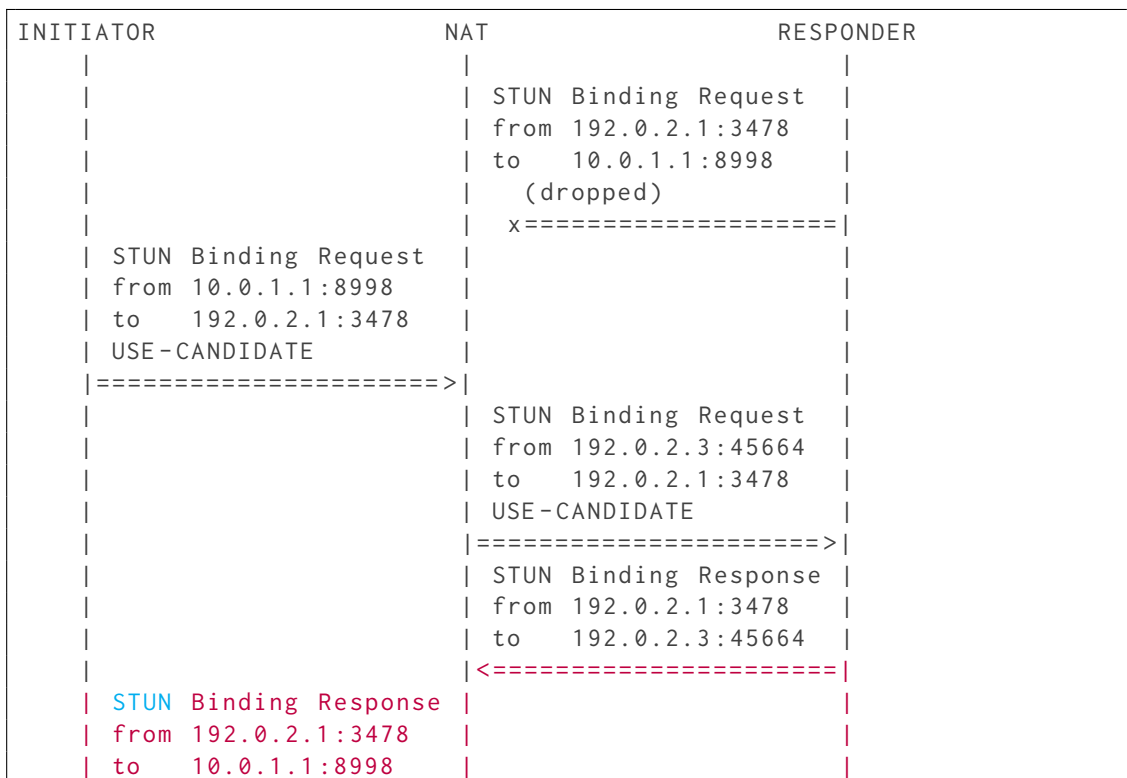 INITIATOR                  NAT                  RESPONDER
    |                       |                       |
    |                       | STUN Binding Request  |
    |                       | from 192.0.2.1:3478   |
    |                       | to   10.0.1.1:8998    |
    |                       |   (dropped)           |
    |                       |  x====================|
    | STUN Binding Request  |                       |
    | from 10.0.1.1:8998    |                       |
    | to   192.0.2.1:3478   |                       |
    | USE-CANDIDATE         |                       |
    |======================>|                       |
    |                       | STUN Binding Request  |
    |                       | from 192.0.2.3:45664  |
    |                       | to   192.0.2.1:3478   |
    |                       | USE-CANDIDATE         |
    |                       |======================>|
    |                       | STUN Binding Response |
    |                       | from 192.0.2.1:3478   |
    |                       | to   192.0.2.3:45664  |
    |                       |<======================|
    | STUN Binding Response |                       |
    | from 192.0.2.1:3478   |                       |
    | to   10.0.1.1:8998    |                       |